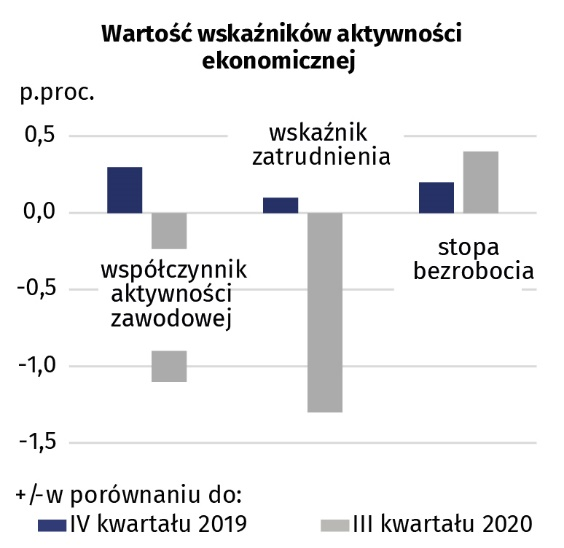 Wartość wskaźników aktywności
ekonomicznej
p.proc.
0,5
wskaźnik
zatrudnienia
0,0
stopa
bezrobocia
współczynnik
aktywności
zawodowej
-0,5
-1,0
-1,5
+/-w porównaniu do:
IV kwartału 2019 III kwartału 2020